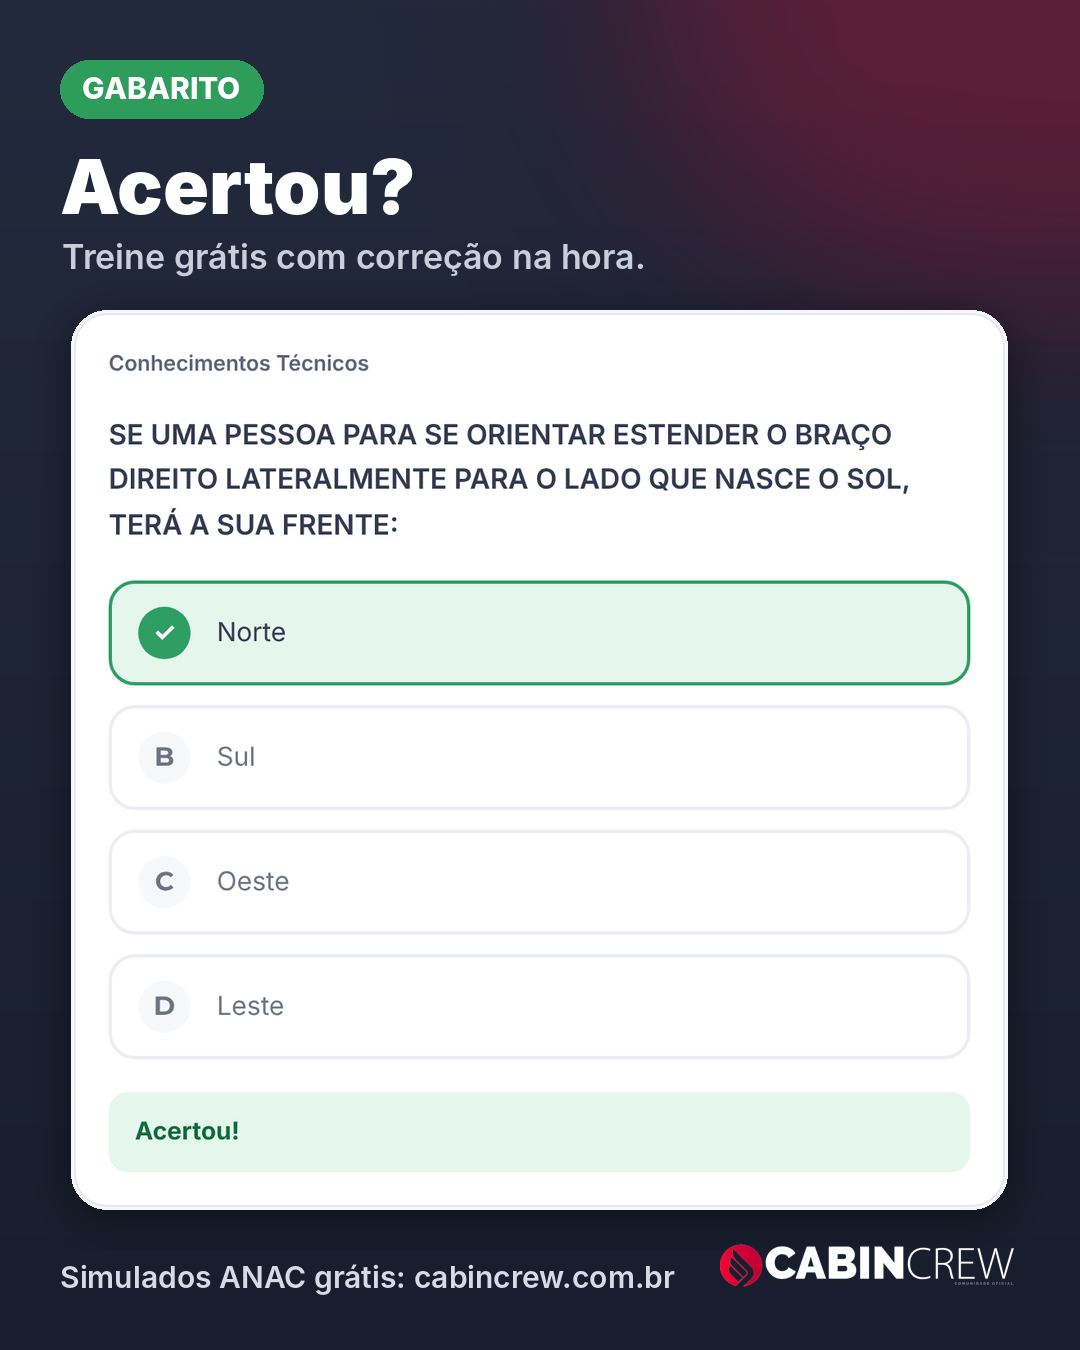 GABARITO
Acertou?
Treine grátis com correção na hora.
Conhecimentos Técnicos
SE UMA PESSOA PARA SE ORIENTAR ESTENDER O BRAÇO
DIREITO LATERALMENTE PARA O LADO QUE NASCE O SOL,
TERÁ A SUA FRENTE:
Norte
B Sul
C Oeste
D Leste
Acertou!
Simulados ANAC grátis: cabincrew.com.br
CABINCREW
COMUNIDADE OFICIAL